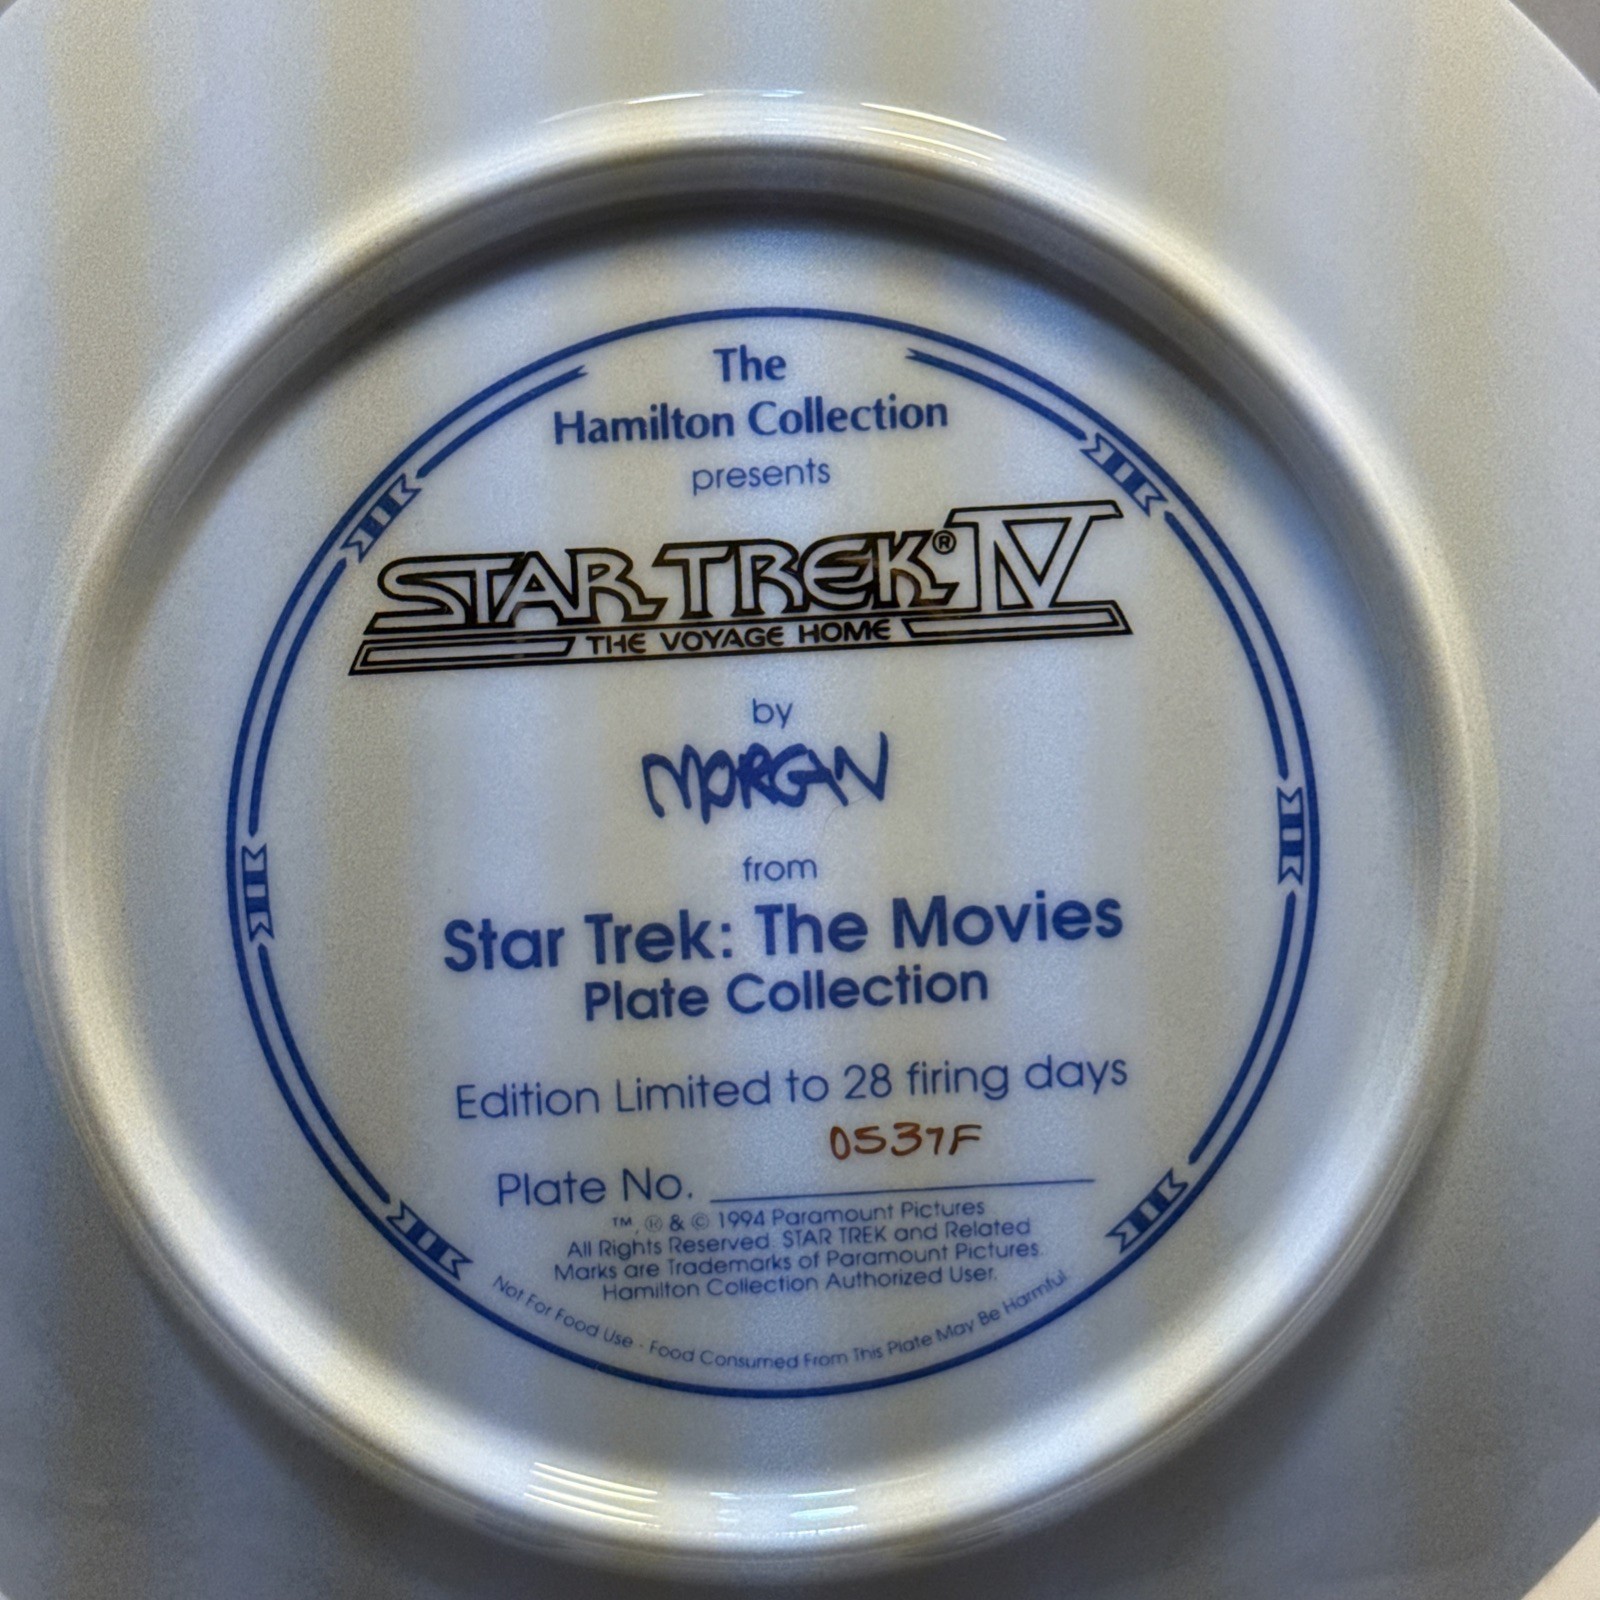 The
Hamilton Collection
presents
STAR TREK® IV
THE VOYAGE HOME
by
MORGAN
from
Star Trek: The Movies
Plate Collection
Edition Limited to 28 firing days
0537F
Plate No.
™, ® & © 1994 Paramount Pictures.
All Rights Reserved. STAR TREK and Related
Marks are Trademarks of Paramount Pictures.
Hamilton Collection Authorized User.
Not For Food Use · Food Consumed From This Plate May Be Harmful.